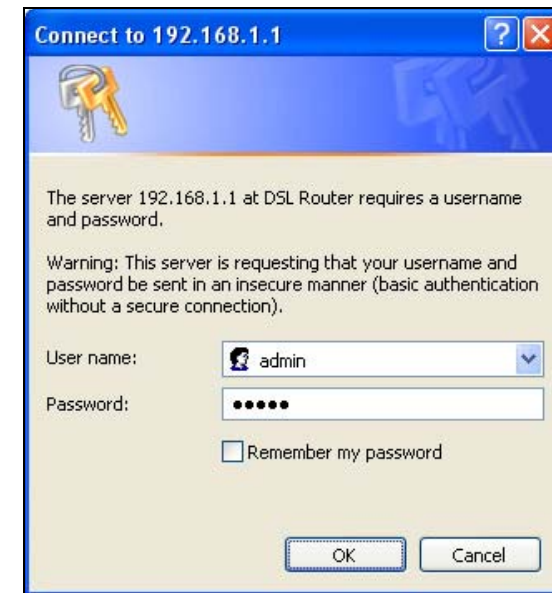 Connect to 192.168.1.1
The server 192.168.1.1 at DSL Router requires a username
and password.
Warning: This server is requesting that your username and
password be sent in an insecure manner (basic authentication
without a secure connection).
User name: admin
Password: •••••
Remember my password
OK Cancel